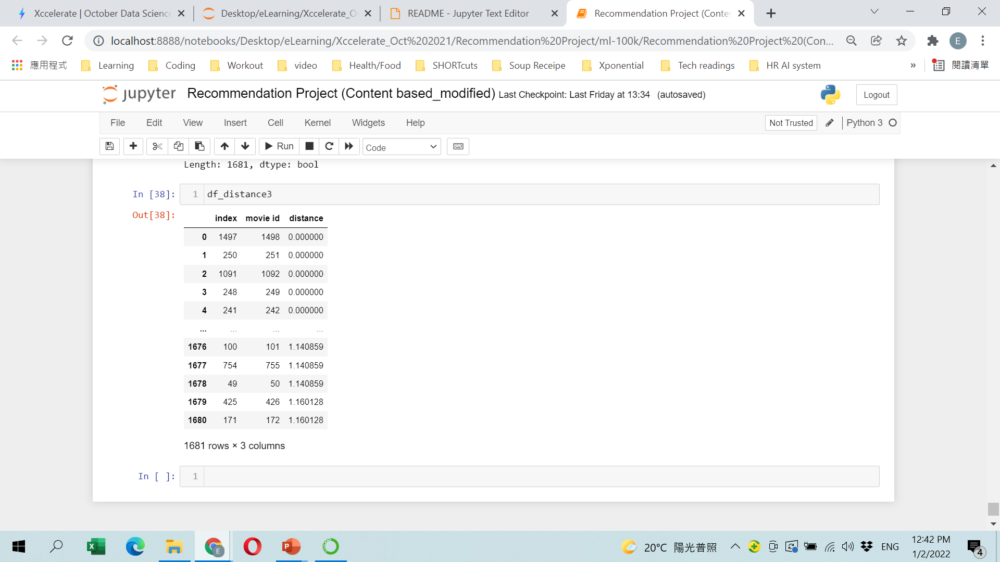 Xccelerate | October Data Science
Desktop/eLearning/Xccelerate_O
README - Jupyter Text Editor
Recommendation Project (Conter
localhost:8888/notebooks/Desktop/eLearning/Xccelerate_Oct%202021/Recommendation%20Project/ml-100k/Recommendation%20Project%20(Con...
E
應用程式
Learning
Coding
Workout
video
Health/Food
SHORTcuts
Soup Receipe
Xponential
Tech readings
HR AI system
»
閱讀清單
jupyter Recommendation Project (Content based_modified) Last Checkpoint: Last Friday at 13:34 (autosaved)
Logout
File Edit View Insert Cell Kernel Widgets Help
Not Trusted
Python 3
Run
Code
Length: 1681, dtype: bool
In [38]: 1 df_distance3
Out[38]:
index movie id distance
0 1497 1498 0.000000
1 250 251 0.000000
2 1091 1092 0.000000
3 248 249 0.000000
4 241 242 0.000000
... ... ... ...
1676 100 101 1.140859
1677 754 755 1.140859
1678 49 50 1.140859
1679 425 426 1.160128
1680 171 172 1.160128
1681 rows × 3 columns
In [ ]: 1
20°C 陽光普照
ENG
12:42 PM
1/2/2022
4